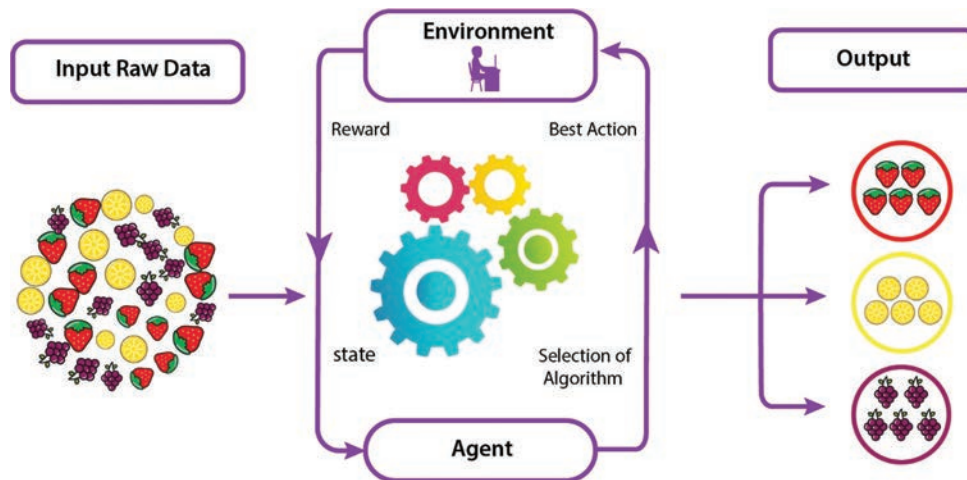 Input Raw Data
Environment
Output
Reward
Best Action
state
Selection of
Algorithm
Agent